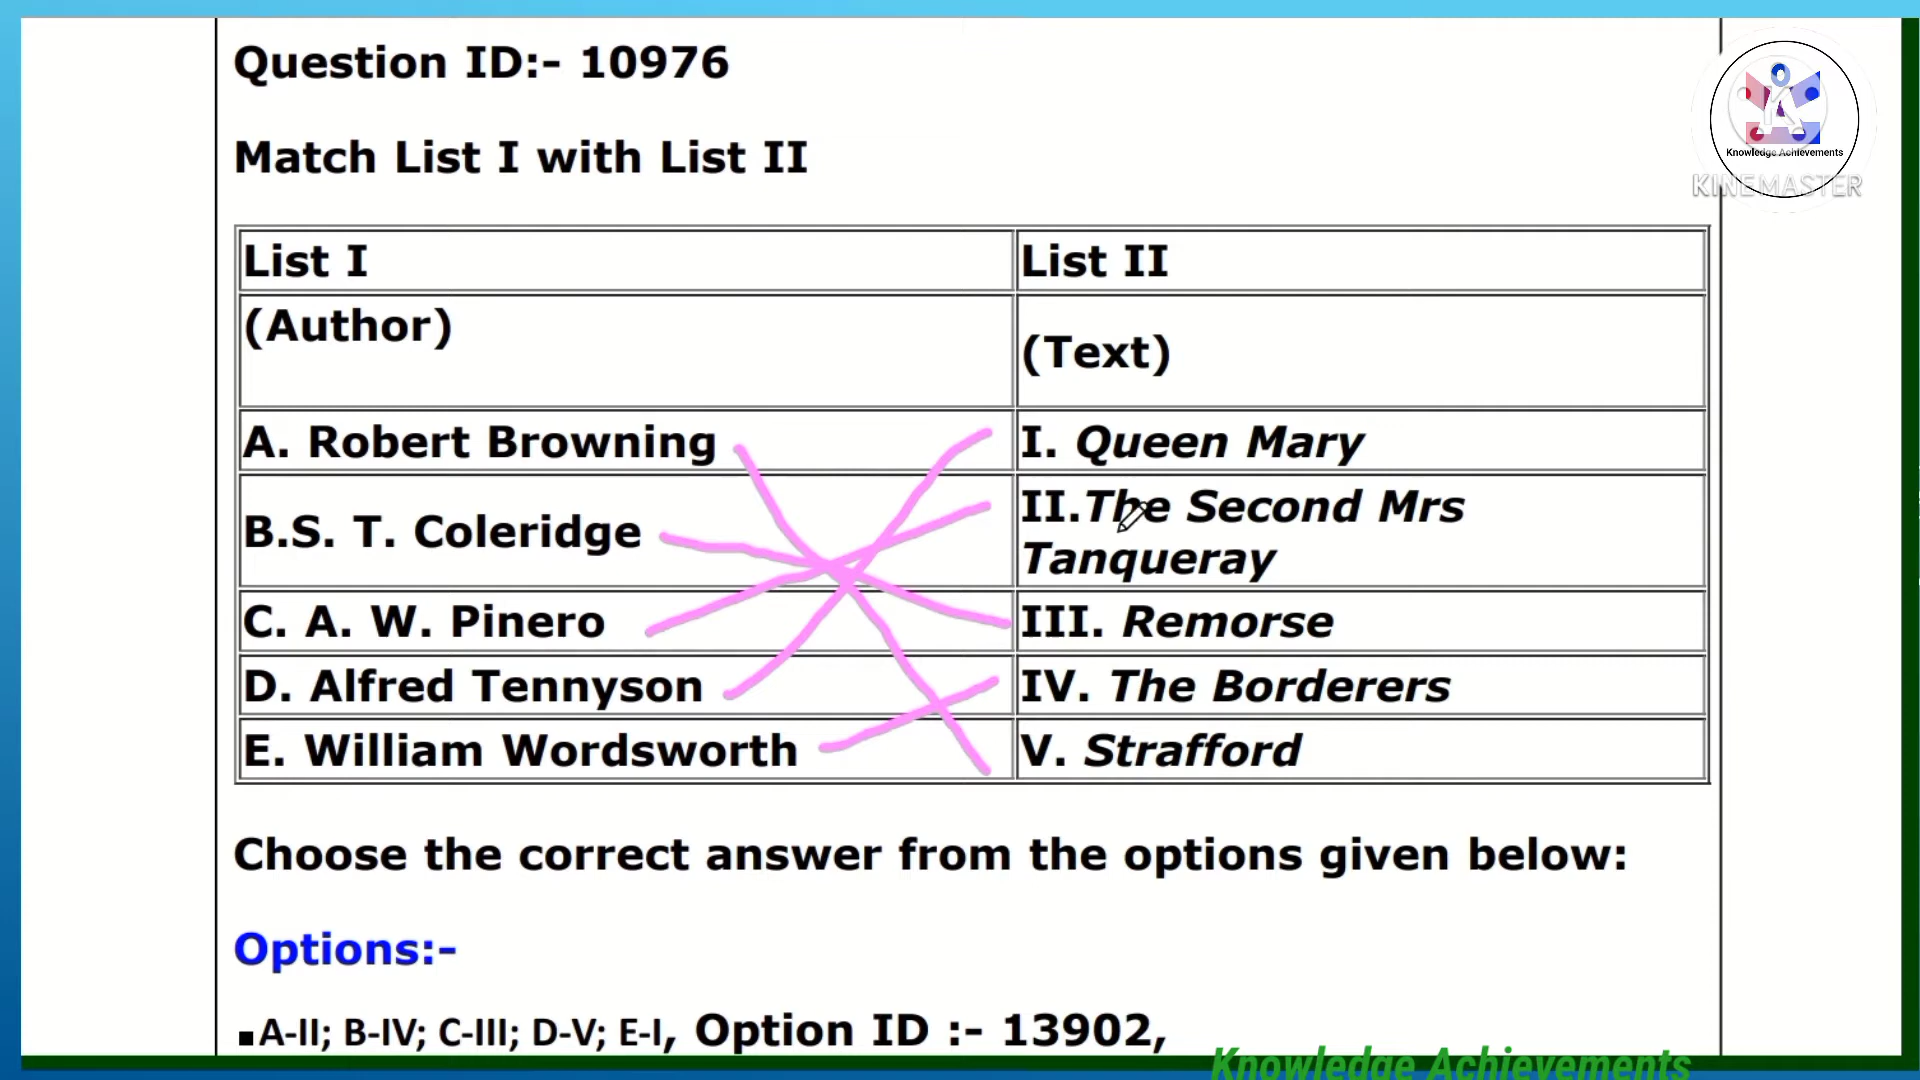 Question ID:- 10976
Knowledge Achievements
KINEMASTER
Match List I with List II
List I
List II
(Author)
(Text)
A. Robert Browning
I. Queen Mary
B.S. T. Coleridge
II.The Second Mrs
Tanqueray
C. A. W. Pinero
III. Remorse
D. Alfred Tennyson
IV. The Borderers
E. William Wordsworth
V. Strafford
Choose the correct answer from the options given below:
Options:-
▪A-II; B-IV; C-III; D-V; E-I, Option ID :- 13902,
Knowledge Achievements